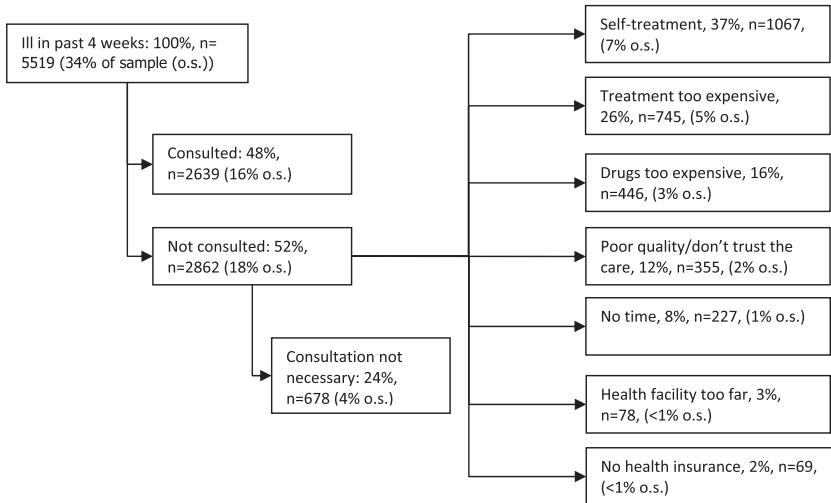 Ill in past 4 weeks: 100%, n=
5519 (34% of sample (o.s.))
Consulted: 48%,
n=2639 (16% o.s.)
Not consulted: 52%,
n=2862 (18% o.s.)
Consultation not
necessary: 24%,
n=678 (4% o.s.)
Self-treatment, 37%, n=1067,
(7% o.s.)
Treatment too expensive,
26%, n=745, (5% o.s.)
Drugs too expensive, 16%,
n=446, (3% o.s.)
Poor quality/don’t trust the
care, 12%, n=355, (2% o.s.)
No time, 8%, n=227, (1% o.s.)
Health facility too far, 3%,
n=78, (<1% o.s.)
No health insurance, 2%, n=69,
(<1% o.s.)